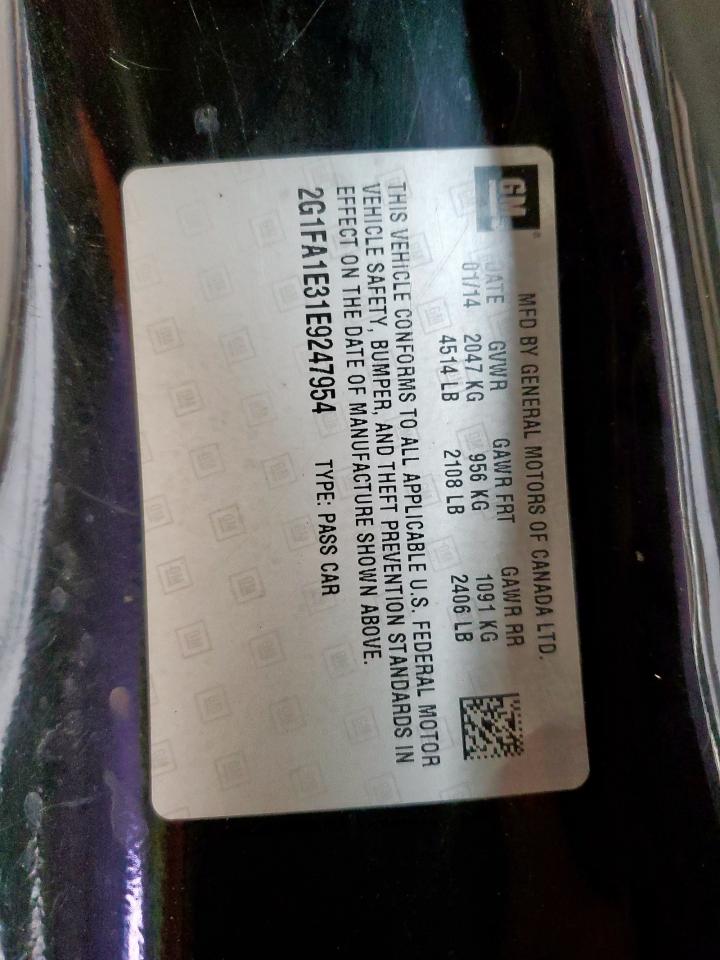 GM
MFD BY GENERAL MOTORS OF CANADA LTD.
DATE GVWR GAWR FRT GAWR RR
01/14 2047 KG 956 KG 1091 KG
4514 LB 2108 LB 2406 LB
THIS VEHICLE CONFORMS TO ALL APPLICABLE U.S. FEDERAL MOTOR
VEHICLE SAFETY, BUMPER, AND THEFT PREVENTION STANDARDS IN
EFFECT ON THE DATE OF MANUFACTURE SHOWN ABOVE.
2G1FA1E31E9247954 TYPE: PASS CAR